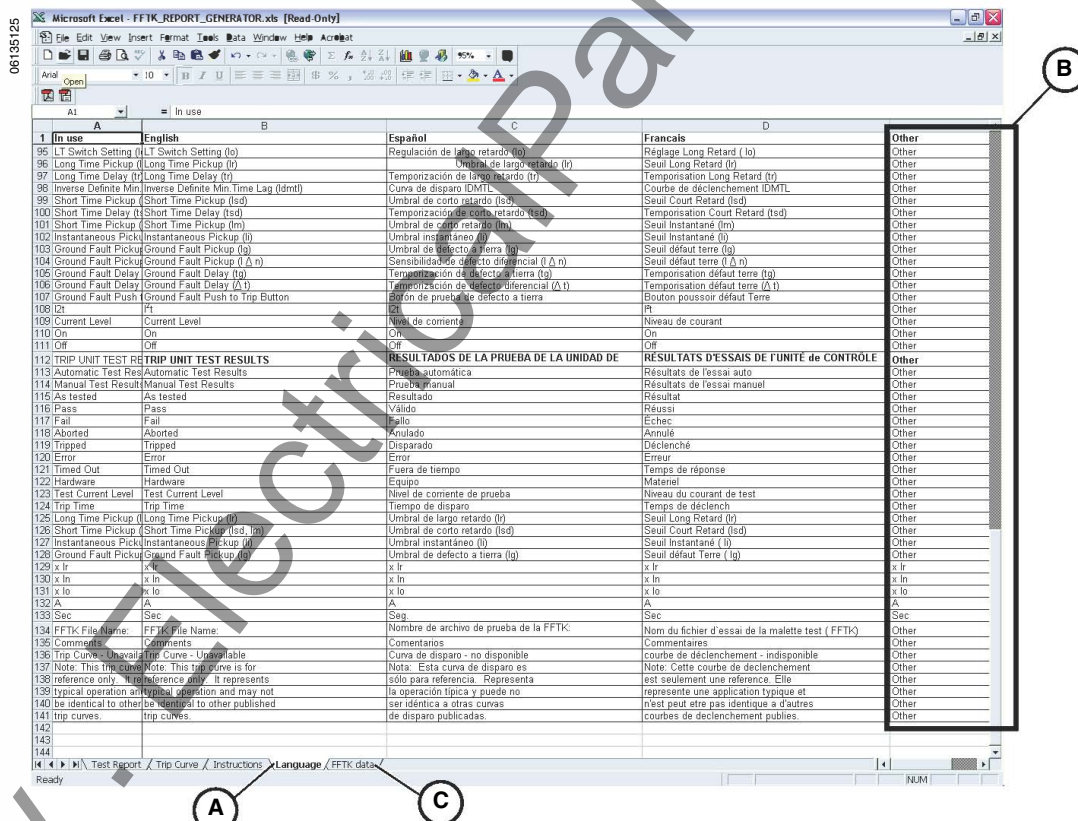 06135125
Microsoft Excel - FFTK_REPORT_GENERATOR.xls [Read-Only]
File Edit View Insert Format Tools Data Window Help Acrobat
95%
Arial 10 B I U $ % ,
Open
A1 = In use
A B C D
1 In use English Español Francais Other
95 LT Switch Setting (I LT Switch Setting (Io) Regulación de largo retardo (Io) Réglage Long Retard ( Io) Other
96 Long Time Pickup (I Long Time Pickup (Ir) Umbral de largo retardo (Ir) Seuil Long Retard (Ir) Other
97 Long Time Delay (tr Long Time Delay (tr) Temporización de largo retardo (tr) Temporisation Long Retard (tr) Other
98 Inverse Definite Min. Inverse Definite Min.Time Lag (Idmtl) Curva de disparo IDMTL Courbe de déclenchement IDMTL Other
99 Short Time Pickup ( Short Time Pickup (Isd) Umbral de corto retardo (Isd) Seuil Court Retard (Isd) Other
100 Short Time Delay (t Short Time Delay (tsd) Temporización de corto retardo (tsd) Temporisation Court Retard (tsd) Other
101 Short Time Pickup ( Short Time Pickup (Im) Umbral de corto retardo (Im) Seuil Instantané (Im) Other
102 Instantaneous Picku Instantaneous Pickup (Ii) Umbral instantáneo (Ii) Seuil Instantané (Ii) Other
103 Ground Fault Pickup Ground Fault Pickup (Ig) Umbral de defecto a tierra (Ig) Seuil défaut terre (Ig) Other
104 Ground Fault Pickup Ground Fault Pickup (I Δ n) Sensibilidad de defecto diferencial (I Δ n) Seuil défaut terre (I Δ n) Other
105 Ground Fault Delay Ground Fault Delay (tg) Temporización de defecto a tierra (tg) Temporisation défaut terre (tg) Other
106 Ground Fault Delay Ground Fault Delay (Δ t) Temporización de defecto diferencial (Δ t) Temporisation défaut terre (Δ t) Other
107 Ground Fault Push t Ground Fault Push to Trip Button Botón de prueba de defecto a tierra Bouton poussoir défaut Terre Other
108 I2t I²t I2t I²t Other
109 Current Level Current Level Nivel de corriente Niveau de courant Other
110 On On On On Other
111 Off Off Off Off Other
112 TRIP UNIT TEST RE TRIP UNIT TEST RESULTS RESULTADOS DE LA PRUEBA DE LA UNIDAD DE RÉSULTATS D'ESSAIS DE l'UNITÉ de CONTRÔLE Other
113 Automatic Test Res Automatic Test Results Prueba automática Résultats de l'essai auto Other
114 Manual Test Results Manual Test Results Prueba manual Résultats de l'essai manuel Other
115 As tested As tested Resultado Résultat Other
116 Pass Pass Válido Réussi Other
117 Fail Fail Fallo Échec Other
118 Aborted Aborted Anulado Annulé Other
119 Tripped Tripped Disparado Déclenché Other
120 Error Error Error Erreur Other
121 Timed Out Timed Out Fuera de tiempo Temps de réponse Other
122 Hardware Hardware Equipo Materiel Other
123 Test Current Level Test Current Level Nivel de corriente de prueba Niveau du courant de test Other
124 Trip Time Trip Time Tiempo de disparo Temps de déclench Other
125 Long Time Pickup (I Long Time Pickup (Ir) Umbral de largo retardo (Ir) Seuil Long Retard (Ir) Other
126 Short Time Pickup ( Short Time Pickup (Isd, Im) Umbral de corto retardo (Isd) Seuil Court Retard (Isd) Other
127 Instantaneous Picku Instantaneous Pickup (Ii) Umbral instantáneo (Ii) Seuil Instantané ( Ii) Other
128 Ground Fault Pickup Ground Fault Pickup (Ig) Umbral de defecto a tierra (Ig) Seuil défaut Terre ( Ig) Other
129 x Ir x Ir x Ir x Ir x Ir
130 x In x In x In x In x In
131 x Io x Io x Io x Io x Io
132 A A A A A
133 Sec Sec Seg. Sec Sec
134 FFTK File Name: FFTK File Name: Nombre de archivo de prueba de la FFTK: Nom du fichier d'essai de la malette test ( FFTK) Other
135 Comments Comments Comentarios Commentaires Other
136 Trip Curve - Unavaila Trip Curve - Unavailable Curva de disparo - no disponible courbe de déclenchement - indisponible Other
137 Note: This trip curve Note: This trip curve is for Nota: Esta curva de disparo es Note: Cette courbe de declenchement Other
138 reference only. It re reference only. It represents sólo para referencia. Representa est seulement une reference. Elle Other
139 typical operation an typical operation and may not la operación típica y puede no represente une application typique et Other
140 be identical to other be identical to other published ser idéntica a otras curvas n'est peut etre pas identique a d'autres Other
141 trip curves. trip curves. de disparo publicadas. courbes de declenchement publies. Other
142
143
144
Test Report Trip Curve Instructions Language FFTK data
Ready NUM
A
C
B
. ElectricalPar